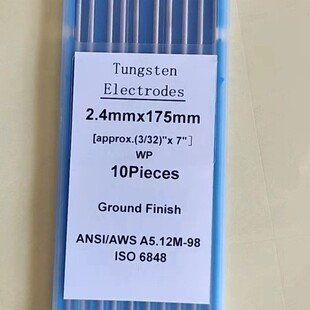 Tungsten
Electrodes
2.4mmx175mm
[approx.(3/32)"x 7"]
WP
10Pieces
Ground Finish
ANSI/AWS A5.12M-98
ISO 6848